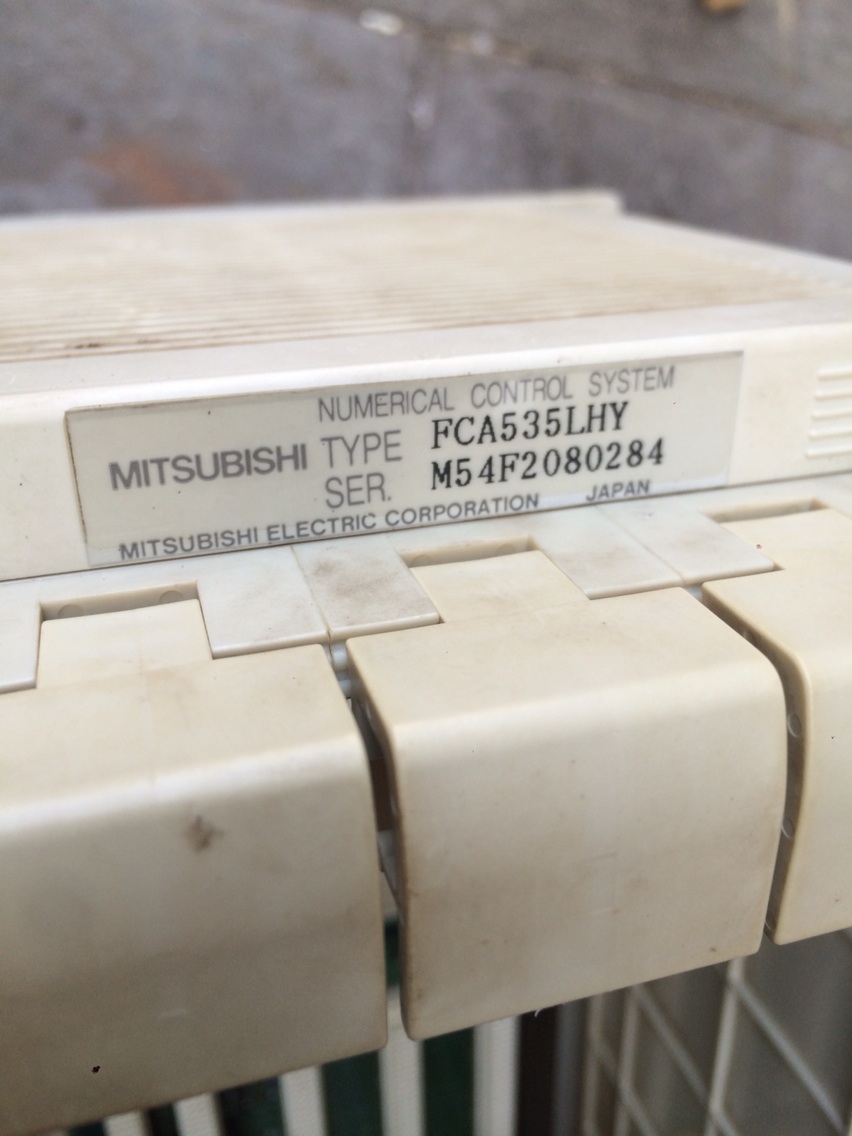 NUMERICAL CONTROL SYSTEM
MITSUBISHI TYPE FCA535LHY
SER. M54F2080284
MITSUBISHI ELECTRIC CORPORATION JAPAN